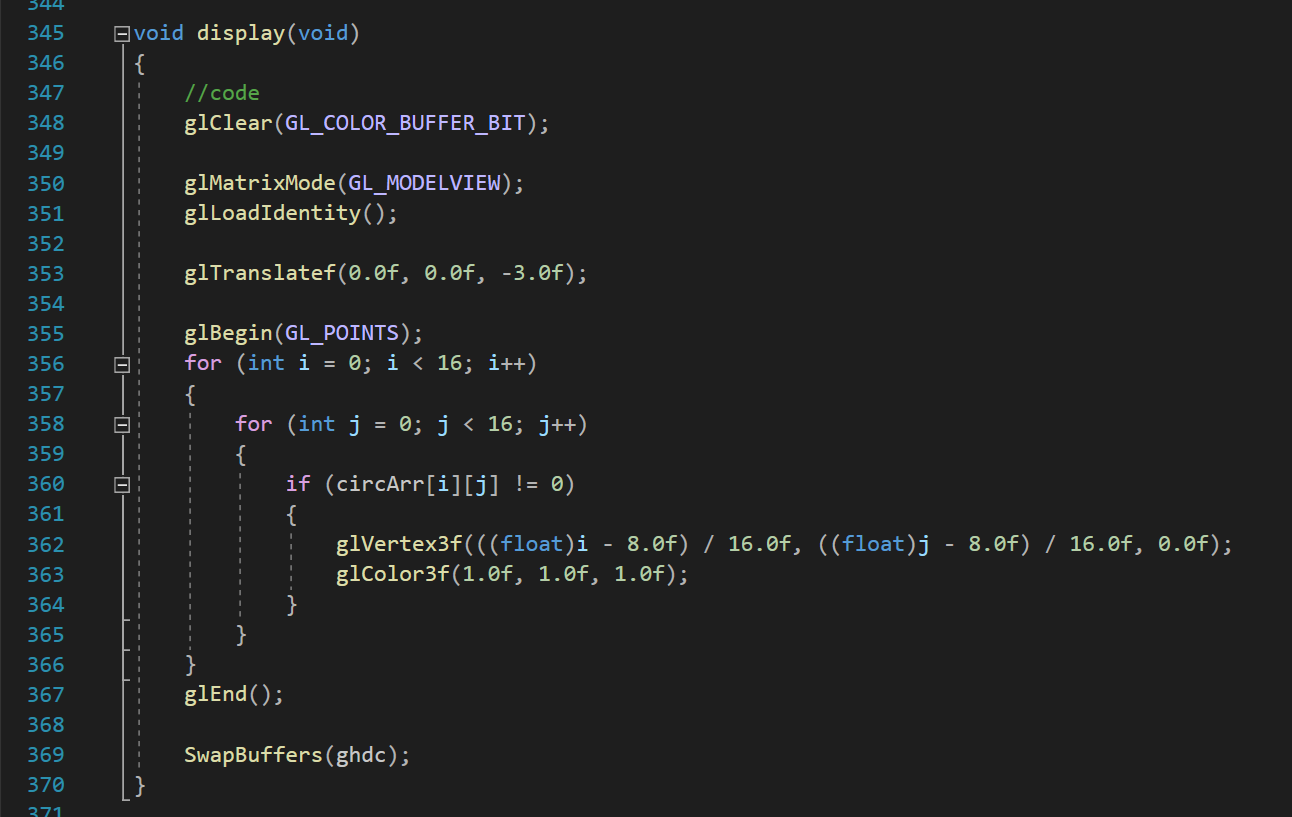 344
345 void display(void)
346 {
347 //code
348 glClear(GL_COLOR_BUFFER_BIT);
349
350 glMatrixMode(GL_MODELVIEW);
351 glLoadIdentity();
352
353 glTranslatef(0.0f, 0.0f, -3.0f);
354
355 glBegin(GL_POINTS);
356 for (int i = 0; i < 16; i++)
357 {
358 for (int j = 0; j < 16; j++)
359 {
360 if (circArr[i][j] != 0)
361 {
362 glVertex3f(((float)i - 8.0f) / 16.0f, ((float)j - 8.0f) / 16.0f, 0.0f);
363 glColor3f(1.0f, 1.0f, 1.0f);
364 }
365 }
366 }
367 glEnd();
368
369 SwapBuffers(ghdc);
370 }
371